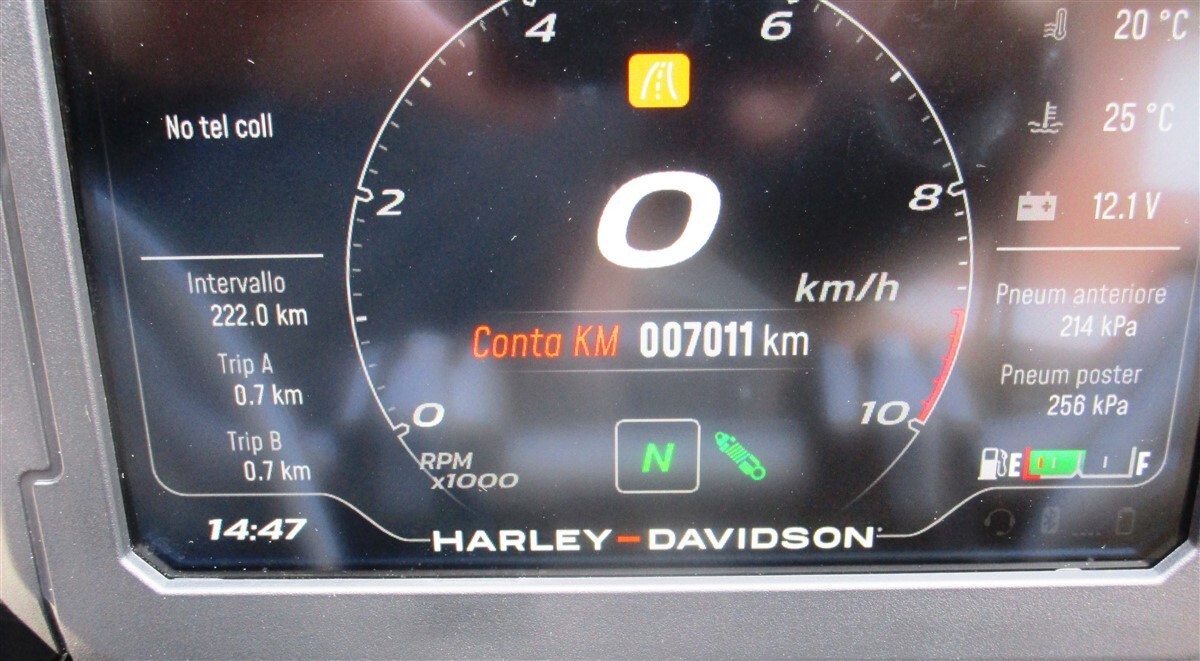 4
6
20 °C
No tel coll
25 °C
2
8
12.1 V
0
km/h
Intervallo
222.0 km
Pneum anteriore
214 kPa
Conta KM 007011 km
Trip A
0.7 km
Pneum poster
256 kPa
0
10
Trip B
0.7 km
RPM
x1000
N
E F
14:47
HARLEY-DAVIDSON